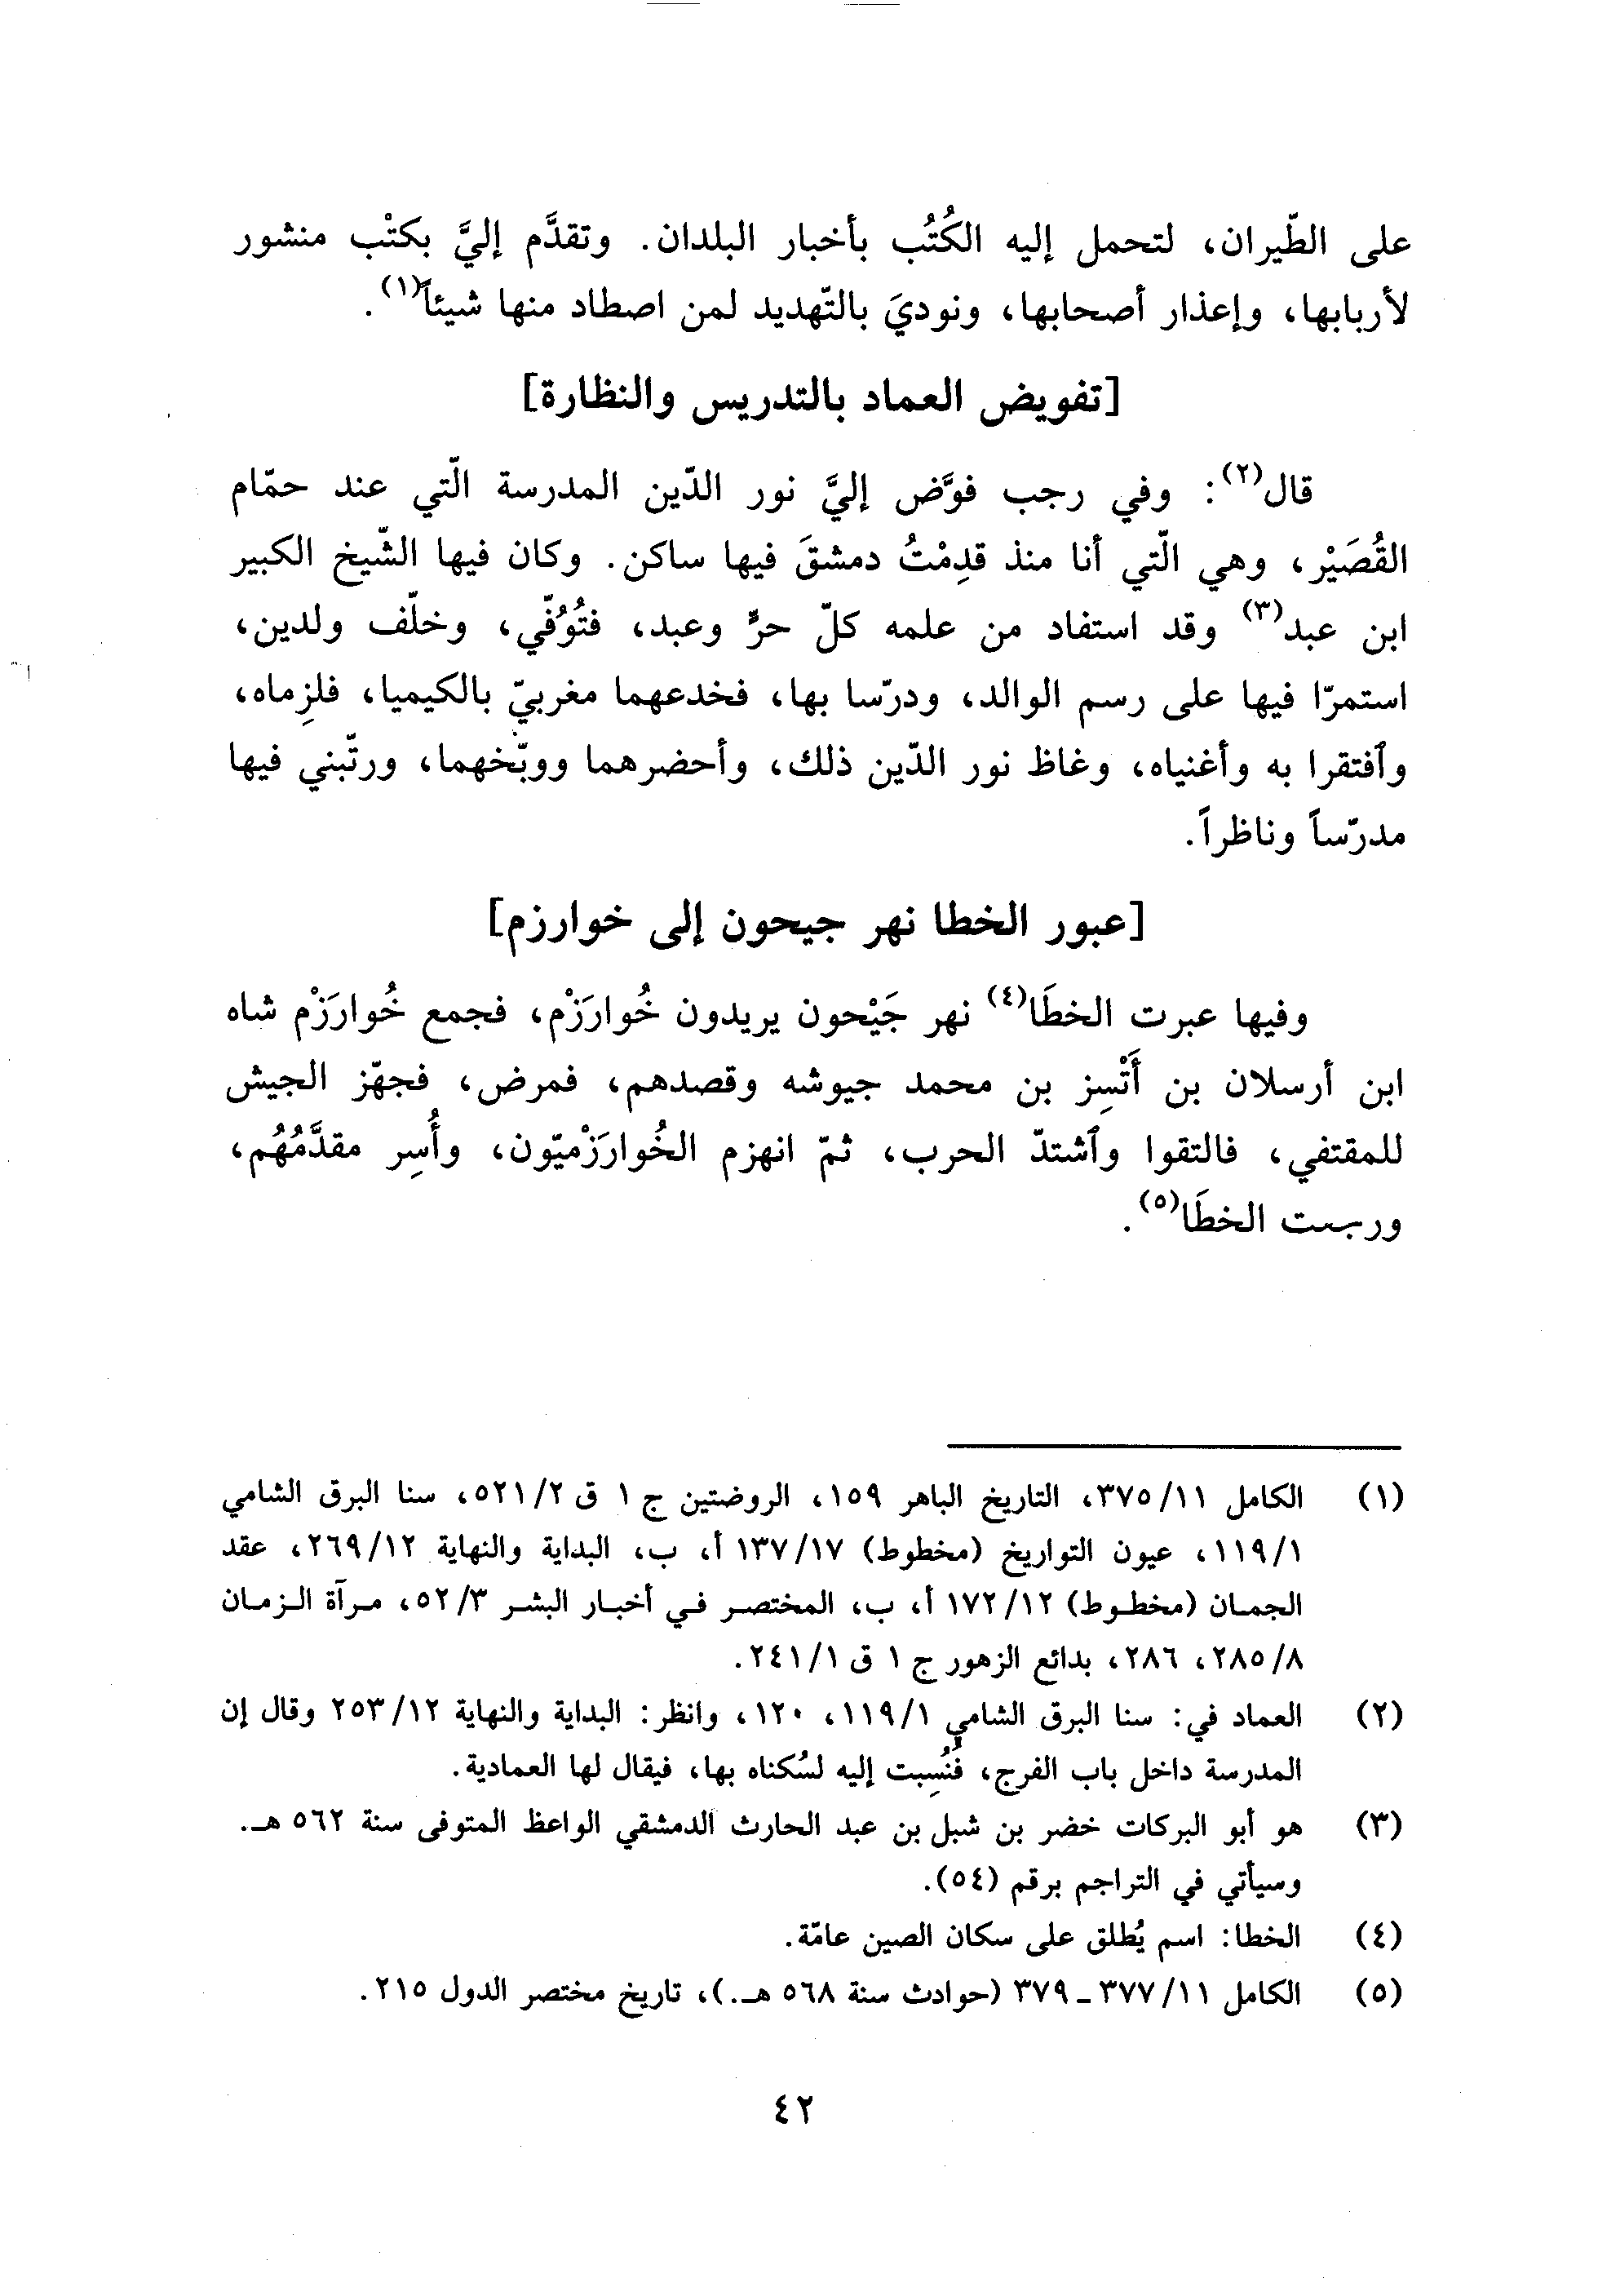 على الطّيران، لتحمل إليه الكُتُب بأخبار البلدان. وتقدَّم إليَّ بكتْب منشور
لأربابها، وإعذار أصحابها، ونوديَ بالتّهديد لمن اصطاد منها شيئاً(١).
[تفويض العماد بالتدريس والنظارة]
قال(٢): وفي رجب فوَّض إليَّ نور الدّين المدرسة الّتي عند حمّام
القُصَيْر، وهي الّتي أنا منذ قدِمْتُ دمشقَ فيها ساكن. وكان فيها الشّيخ الكبير
ابن عبد(٣) وقد استفاد من علمه كلّ حرٍّ وعبد، فتُوُفّي، وخلّف ولدين،
استمرّا فيها على رسم الوالد، ودرّسا بها، فخدعهما مغربيّ بالكيميا، فلزِماه،
وٱفتقرا به وأغنياه، وغاظ نور الدّين ذلك، وأحضرهما ووبّخهما، ورتّبني فيها
مدرّساً وناظراً.
[عبور الخطا نهر جيحون إلى خوارزم]
وفيها عبرت الخطَا(٤) نهر جَيْحون يريدون خُوارَزْم، فجمع خُوارَزْم شاه
ابن أرسلان بن أَتْسِز بن محمد جيوشه وقصدهم، فمرض، فجهّز الجيش
للمقتفي، فالتقوا وٱشتدّ الحرب، ثمّ انهزم الخُوارَزْميّون، وأُسِر مقدَّمُهُم،
ورجعت الخطَا(٥).
(١) الكامل ١١/٣٧٥، التاريخ الباهر ١٥٩، الروضتين ج ١ ق ٢/٥٢١، سنا البرق الشامي
١/١١٩، عيون التواريخ (مخطوط) ١٧/١٣٧ أ، ب، البداية والنهاية ١٢/٢٦٩، عقد
الجمان (مخطوط) ١٢/١٧٢ أ، ب، المختصر في أخبار البشر ٣/٥٢، مرآة الزمان
٨/٢٨٥، ٢٨٦، بدائع الزهور ج ١ ق ١/٢٤١.
(٢) العماد في: سنا البرق الشامي ١/١١٩، ١٢٠، وانظر: البداية والنهاية ١٢/٢٥٣ وقال إن
المدرسة داخل باب الفرج، فنُسِبت إليه لسُكناه بها، فيقال لها العمادية.
(٣) هو أبو البركات خضر بن شبل بن عبد الحارث الدمشقي الواعظ المتوفى سنة ٥٦٢ هـ.
وسيأتي في التراجم برقم (٥٤).
(٤) الخطا: اسم يُطلق على سكان الصين عامّة.
(٥) الكامل ١١/٣٧٧ ـ ٣٧٩ (حوادث سنة ٥٦٨ هـ.)، تاريخ مختصر الدول ٢١٥.
٤٢